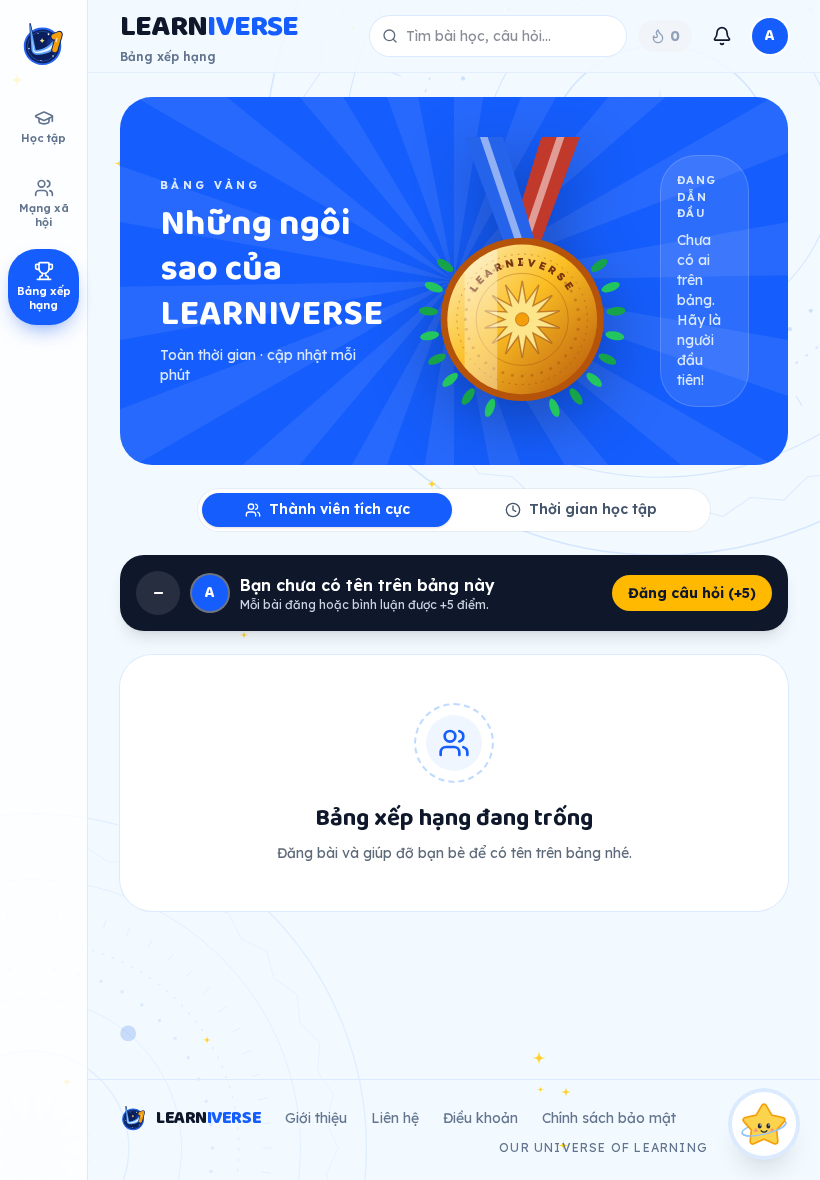 LEARNIVERSE
Bảng xếp hạng
Tìm bài học, câu hỏi...
0
A
Học tập
Mạng xã
hội
Bảng xếp
hạng
BẢNG VÀNG
Những ngôi
sao của
LEARNIVERSE
Toàn thời gian · cập nhật mỗi
phút
LEARNIVERSE
ĐANG
DẪN
ĐẦU
Chưa
có ai
trên
bảng.
Hãy là
người
đầu
tiên!
Thành viên tích cực
Thời gian học tập
–
A
Bạn chưa có tên trên bảng này
Mỗi bài đăng hoặc bình luận được +5 điểm.
Đăng câu hỏi (+5)
Bảng xếp hạng đang trống
Đăng bài và giúp đỡ bạn bè để có tên trên bảng nhé.
LEARNIVERSE
Giới thiệu
Liên hệ
Điều khoản
Chính sách bảo mật
OUR UNIVERSE OF LEARNING